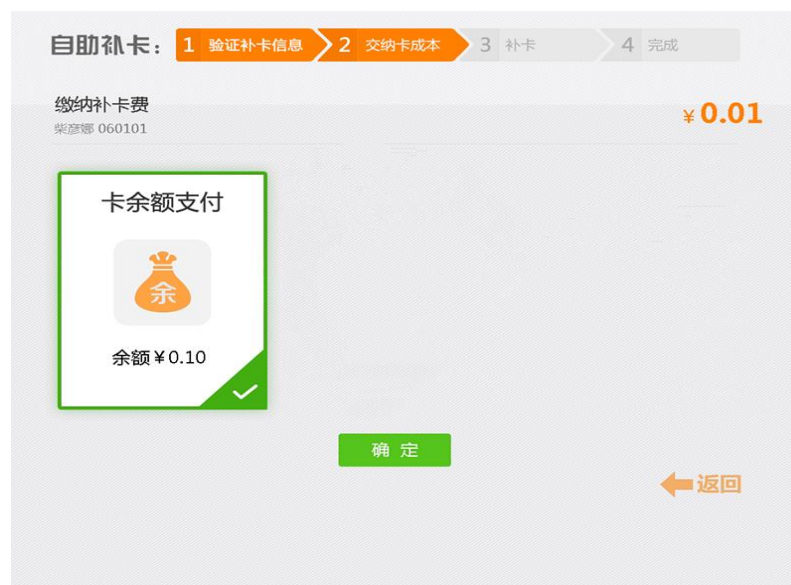 自助补卡： 1 验证补卡信息 2 交纳卡成本 3 补卡 4 完成
缴纳补卡费
¥ 0.01
柴彦娜 060101
卡余额支付
余
余额¥0.10
确 定
返回